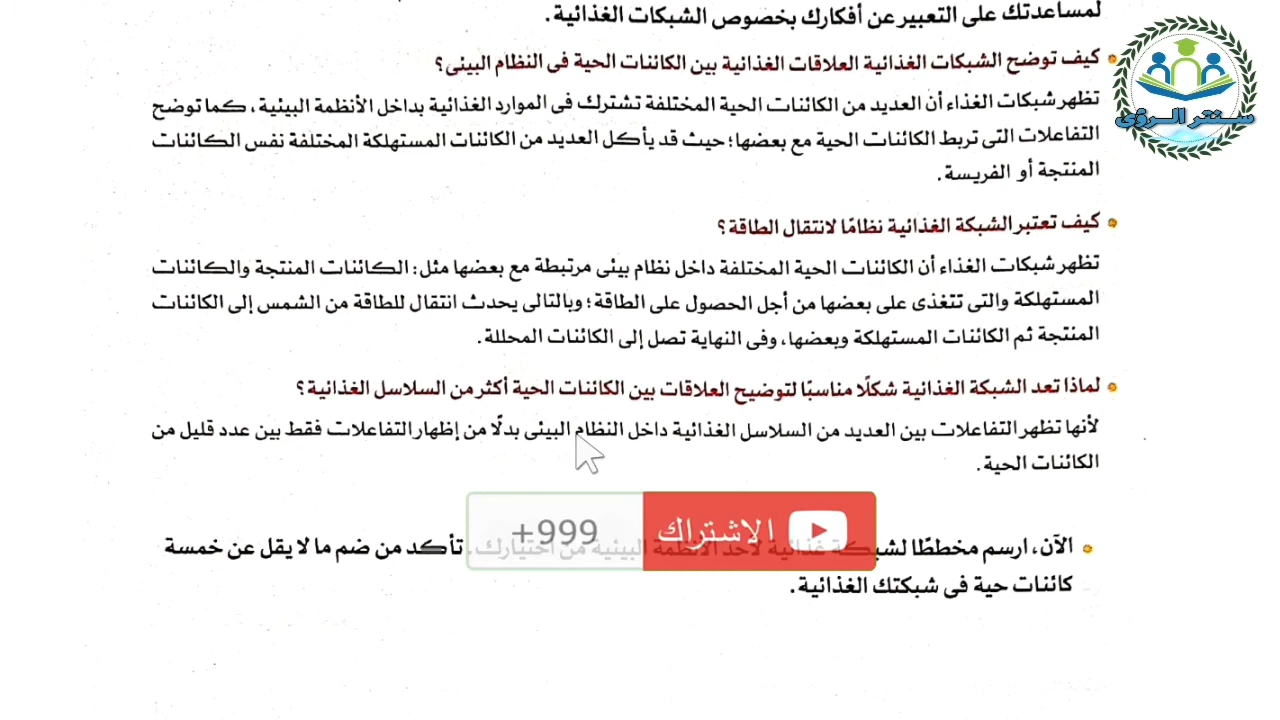 لمساعدتك على التعبير عن أفكارك بخصوص الشبكات الغذائية.
سنتر الرؤى
كيف توضح الشبكات الغذائية العلاقات الغذائية بين الكائنات الحية فى النظام البيئى؟
تظهر شبكات الغذاء أن العديد من الكائنات الحية المختلفة تشترك فى الموارد الغذائية بداخل الأنظمة البيئية، كما توضح
التفاعلات التى تربط الكائنات الحية مع بعضها؛ حيث قد يأكل العديد من الكائنات المستهلكة المختلفة نفس الكائنات
المنتجة أو الفريسة.
كيف تعتبر الشبكة الغذائية نظامًا لانتقال الطاقة؟
تظهر شبكات الغذاء أن الكائنات الحية المختلفة داخل نظام بيئى مرتبطة مع بعضها مثل: الكائنات المنتجة والكائنات
المستهلكة والتى تتغذى على بعضها من أجل الحصول على الطاقة؛ وبالتالى يحدث انتقال للطاقة من الشمس إلى الكائنات
المنتجة ثم الكائنات المستهلكة وبعضها، وفى النهاية تصل إلى الكائنات المحللة.
لماذا تعد الشبكة الغذائية شكلًا مناسبًا لتوضيح العلاقات بين الكائنات الحية أكثر من السلاسل الغذائية؟
لأنها تظهر التفاعلات بين العديد من السلاسل الغذائية داخل النظام البيئى بدلًا من إظهار التفاعلات فقط بين عدد قليل من
الكائنات الحية.
الاشتراك +999
الآن، ارسم مخططًا لشبكة غذائية لأحد الأنظمة البيئية من اختيارك. تأكد من ضم ما لا يقل عن خمسة
كائنات حية فى شبكتك الغذائية.